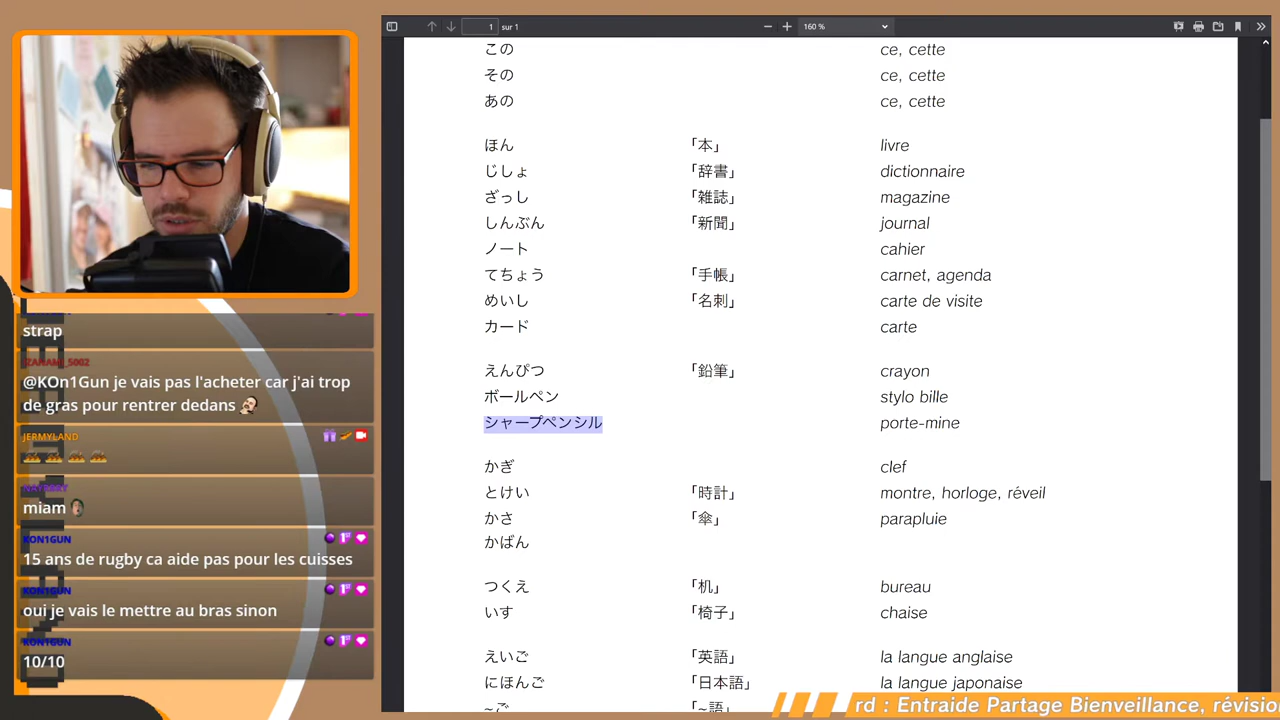 1 sur 1
160 %
この ce, cette
その ce, cette
あの ce, cette
ほん 「本」 livre
じしょ 「辞書」 dictionnaire
ざっし 「雑誌」 magazine
しんぶん 「新聞」 journal
ノート cahier
てちょう 「手帳」 carnet, agenda
めいし 「名刺」 carte de visite
カード carte
えんぴつ 「鉛筆」 crayon
ボールペン stylo bille
シャープペンシル porte-mine
かぎ clef
とけい 「時計」 montre, horloge, réveil
かさ 「傘」 parapluie
かばん
つくえ 「机」 bureau
いす 「椅子」 chaise
えいご 「英語」 la langue anglaise
にほんご 「日本語」 la langue japonaise
~ご 「~語」
strap
@KOn1Gun je vais pas l'acheter car j'ai trop
de gras pour rentrer dedans
JERMYLAND
miam
KON1GUN
15 ans de rugby ca aide pas pour les cuisses
KON1GUN
oui je vais le mettre au bras sinon
KON1GUN
10/10
rd : Entraide Partage Bienveillance, révisio